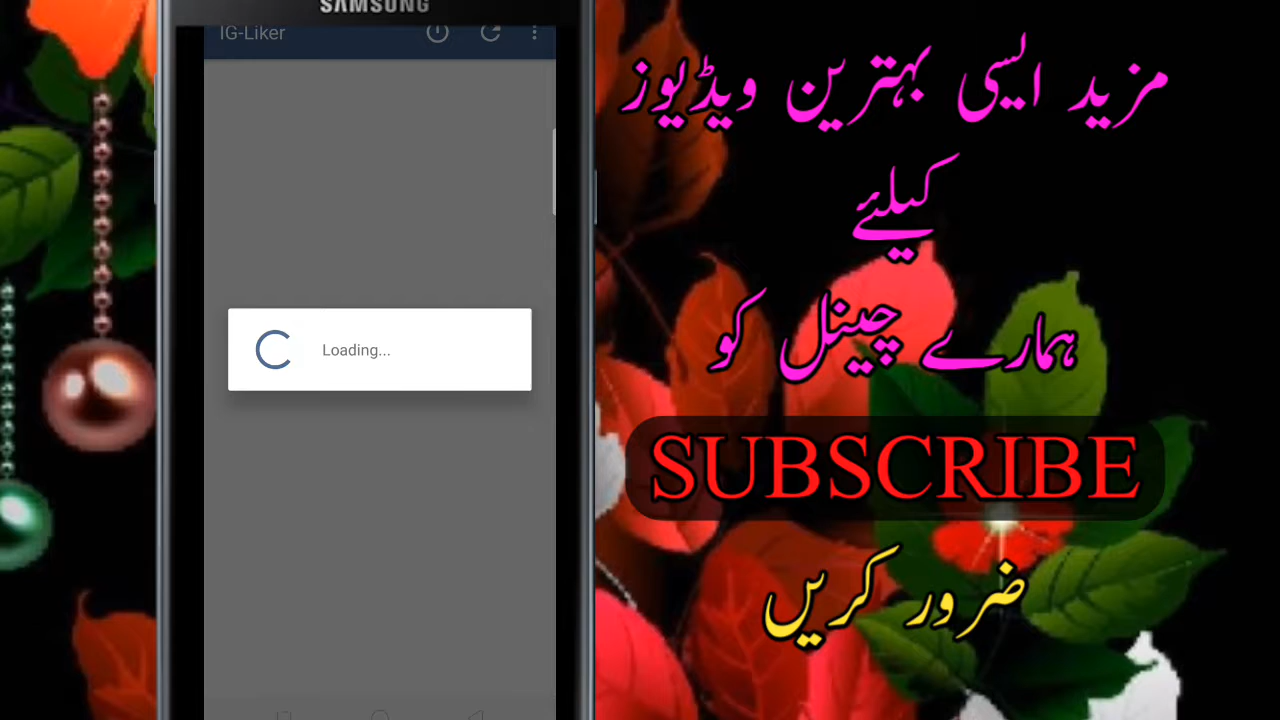 SAMSUNG
IG-Liker
Loading...
مزید ایسی بہترین ویڈیوز
کیلئے
ہمارے چینل کو
SUBSCRIBE
ضرور کریں